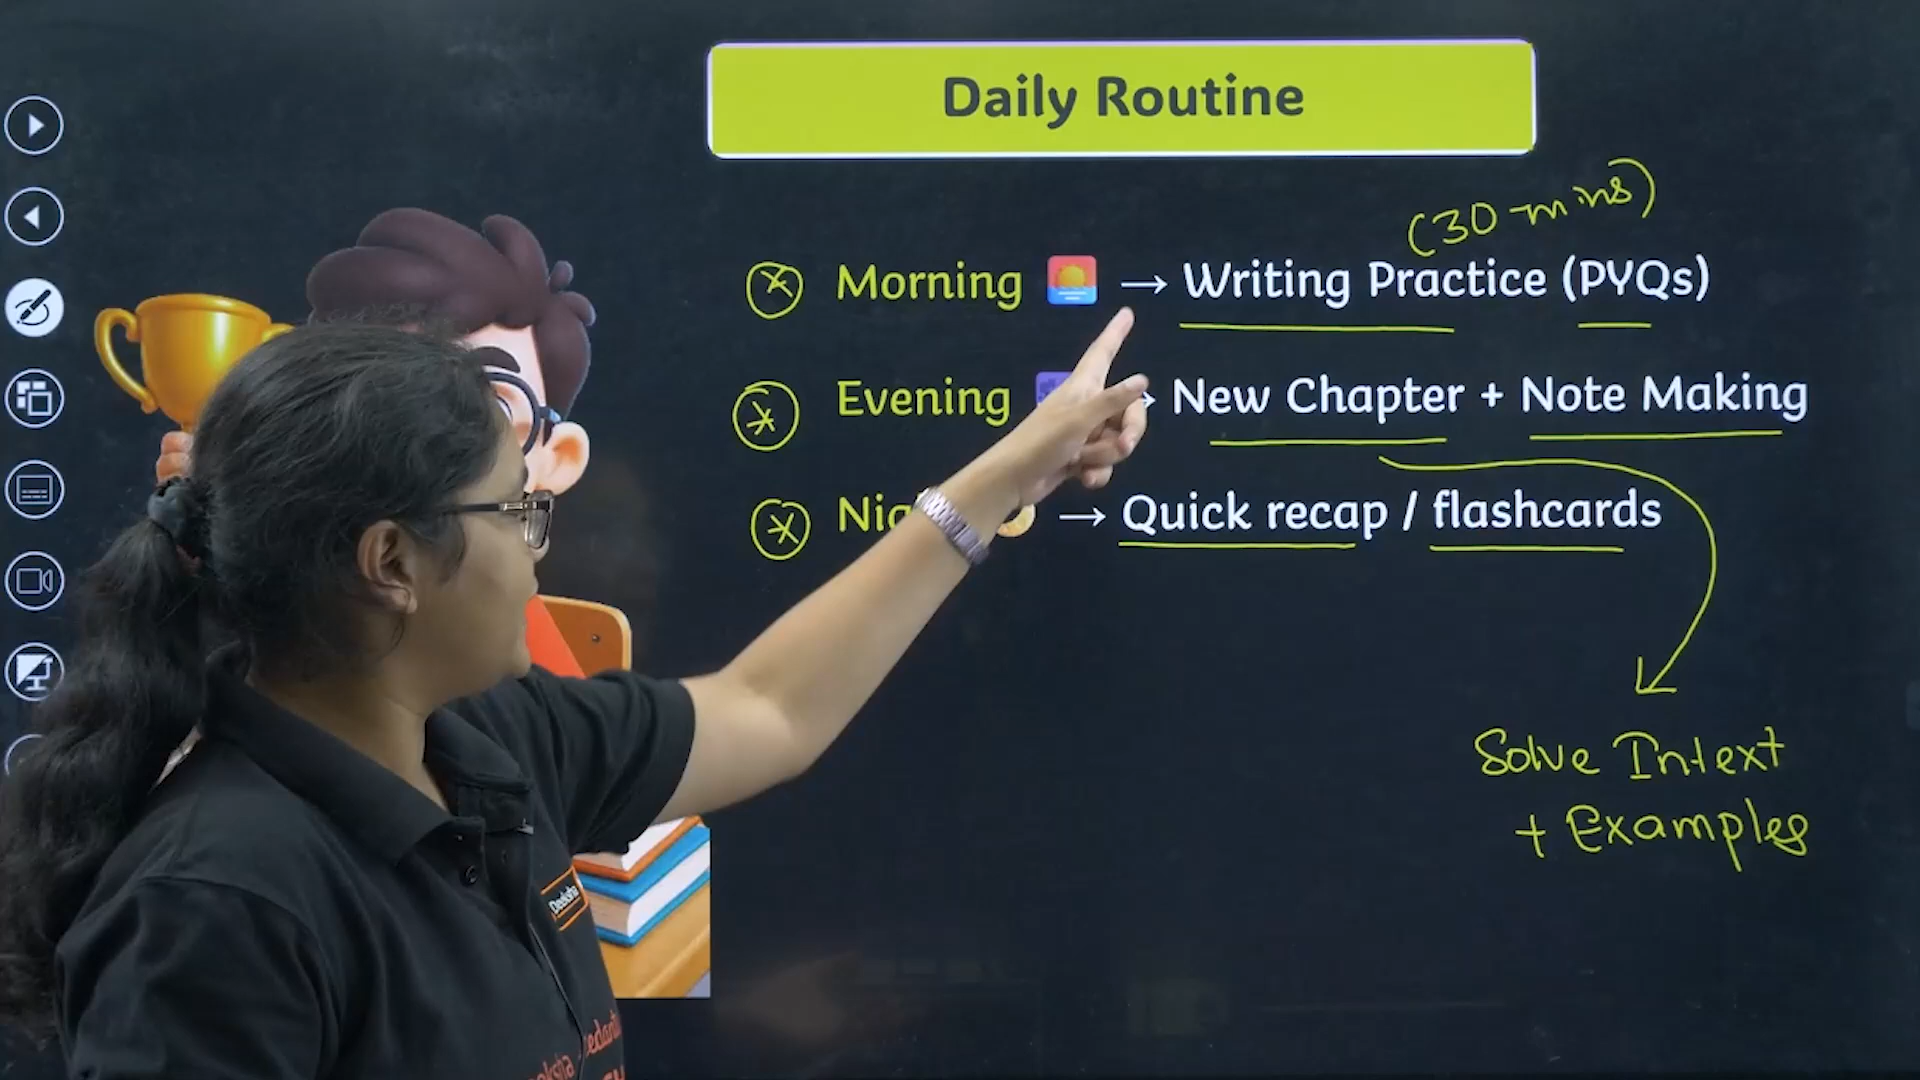 Daily Routine
(30 mins)
Morning → Writing Practice (PYQs)
Evening → New Chapter + Note Making
→ Quick recap / flashcards
Solve Intext
+ Examples
Deeksha